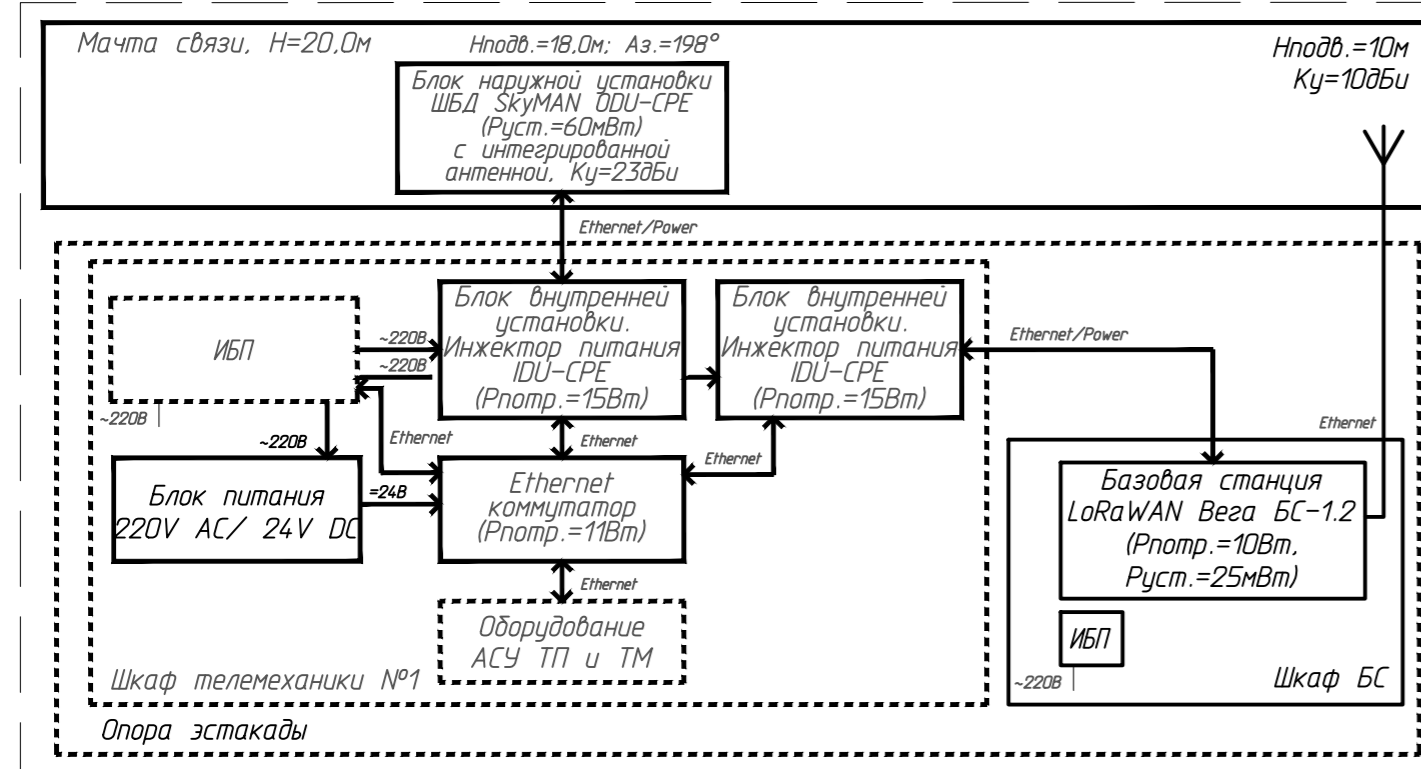 Мачта связи, Н=20,0м
Нподв.=18,0м; Аз.=198°
Нподв.=10м
Ку=10дБи
Блок наружной установки
ШБД SkyMAN ODU-CPE
(Руст.=60мВт)
с интегрированной
антенной, Ку=23дБи
Ethernet/Power
ИБП
~220В
~220В
~220В
~220В
Блок внутренней
установки.
Инжектор питания
IDU-CPE
(Рпотр.=15Вт)
Блок внутренней
установки.
Инжектор питания
IDU-CPE
(Рпотр.=15Вт)
Ethernet/Power
Ethernet
Ethernet
Ethernet
Ethernet
Блок питания
220V AC/ 24V DC
=24В
Ethernet
коммутатор
(Рпотр.=11Вт)
Ethernet
Оборудование
АСУ ТП и ТМ
Шкаф телемеханики №1
Опора эстакады
Базовая станция
LoRaWAN Вега БС-1.2
(Рпотр.=10Вт,
Руст.=25мВт)
ИБП
~220В
Шкаф БС